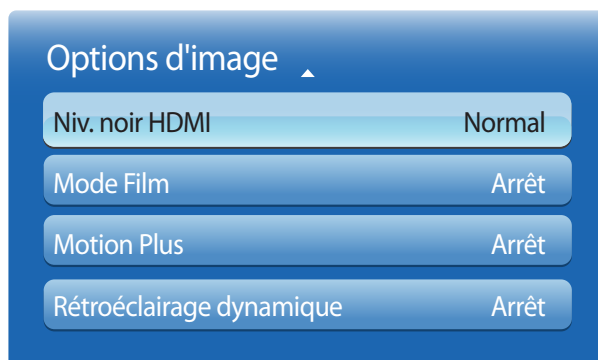 Options d'image
Niv. noir HDMI Normal
Mode Film Arrêt
Motion Plus Arrêt
Rétroéclairage dynamique Arrêt